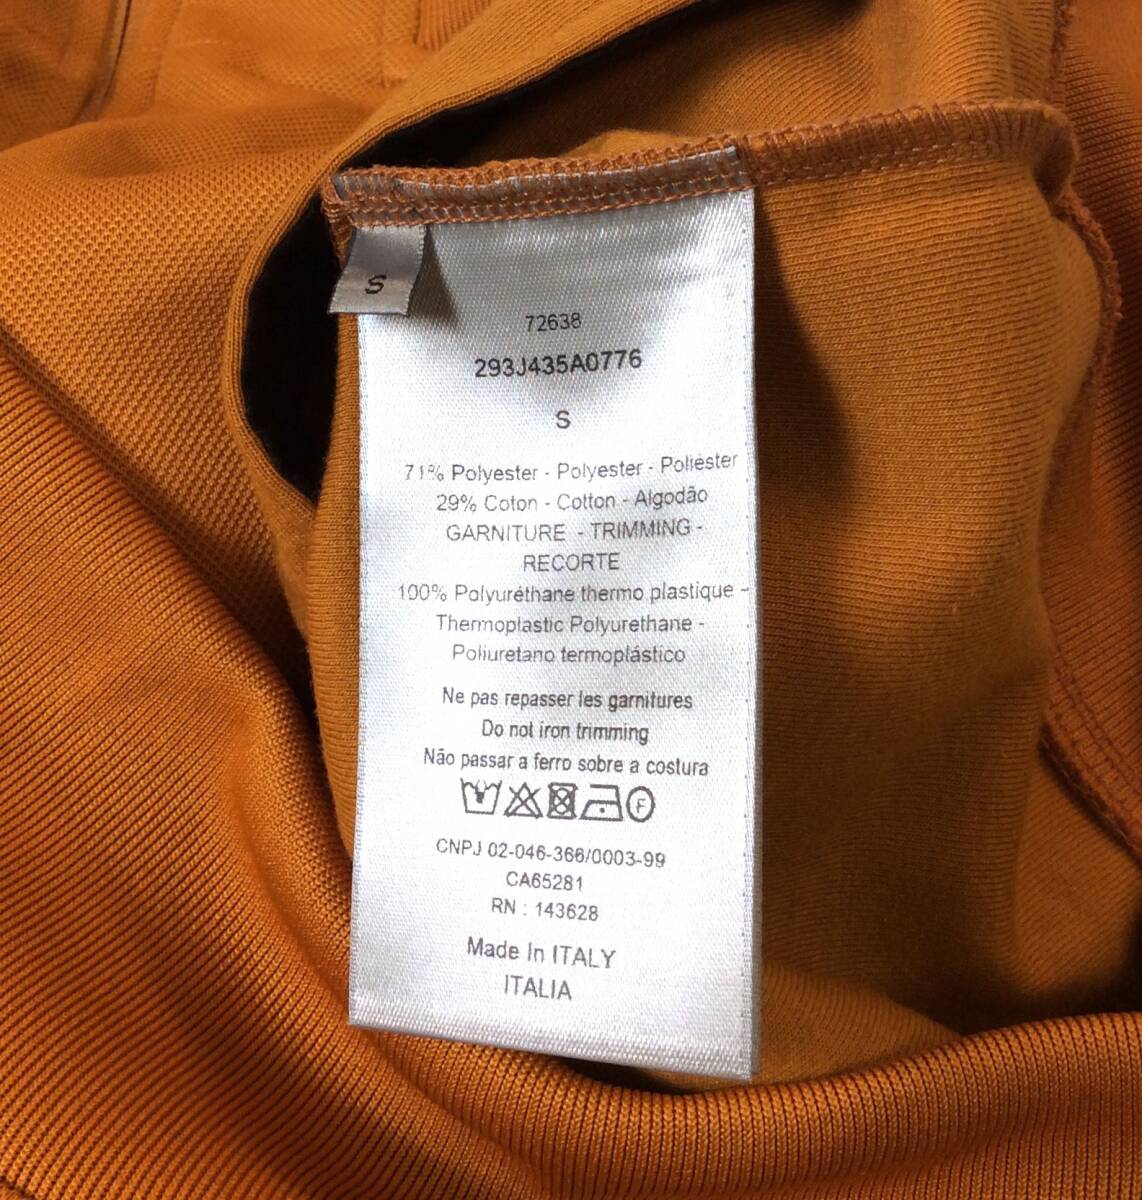 S
72638
293J435A0776
S
71% Polyester - Polyester - Poliéster
29% Coton - Cotton - Algodão
GARNITURE - TRIMMING -
RECORTE
100% Polyuréthane thermo plastique -
Thermoplastic Polyurethane -
Poliuretano termoplástico
Ne pas repasser les garnitures
Do not iron trimming
Não passar a ferro sobre a costura
F
CNPJ 02-046-366/0003-99
CA65281
RN : 143628
Made In ITALY
ITALIA